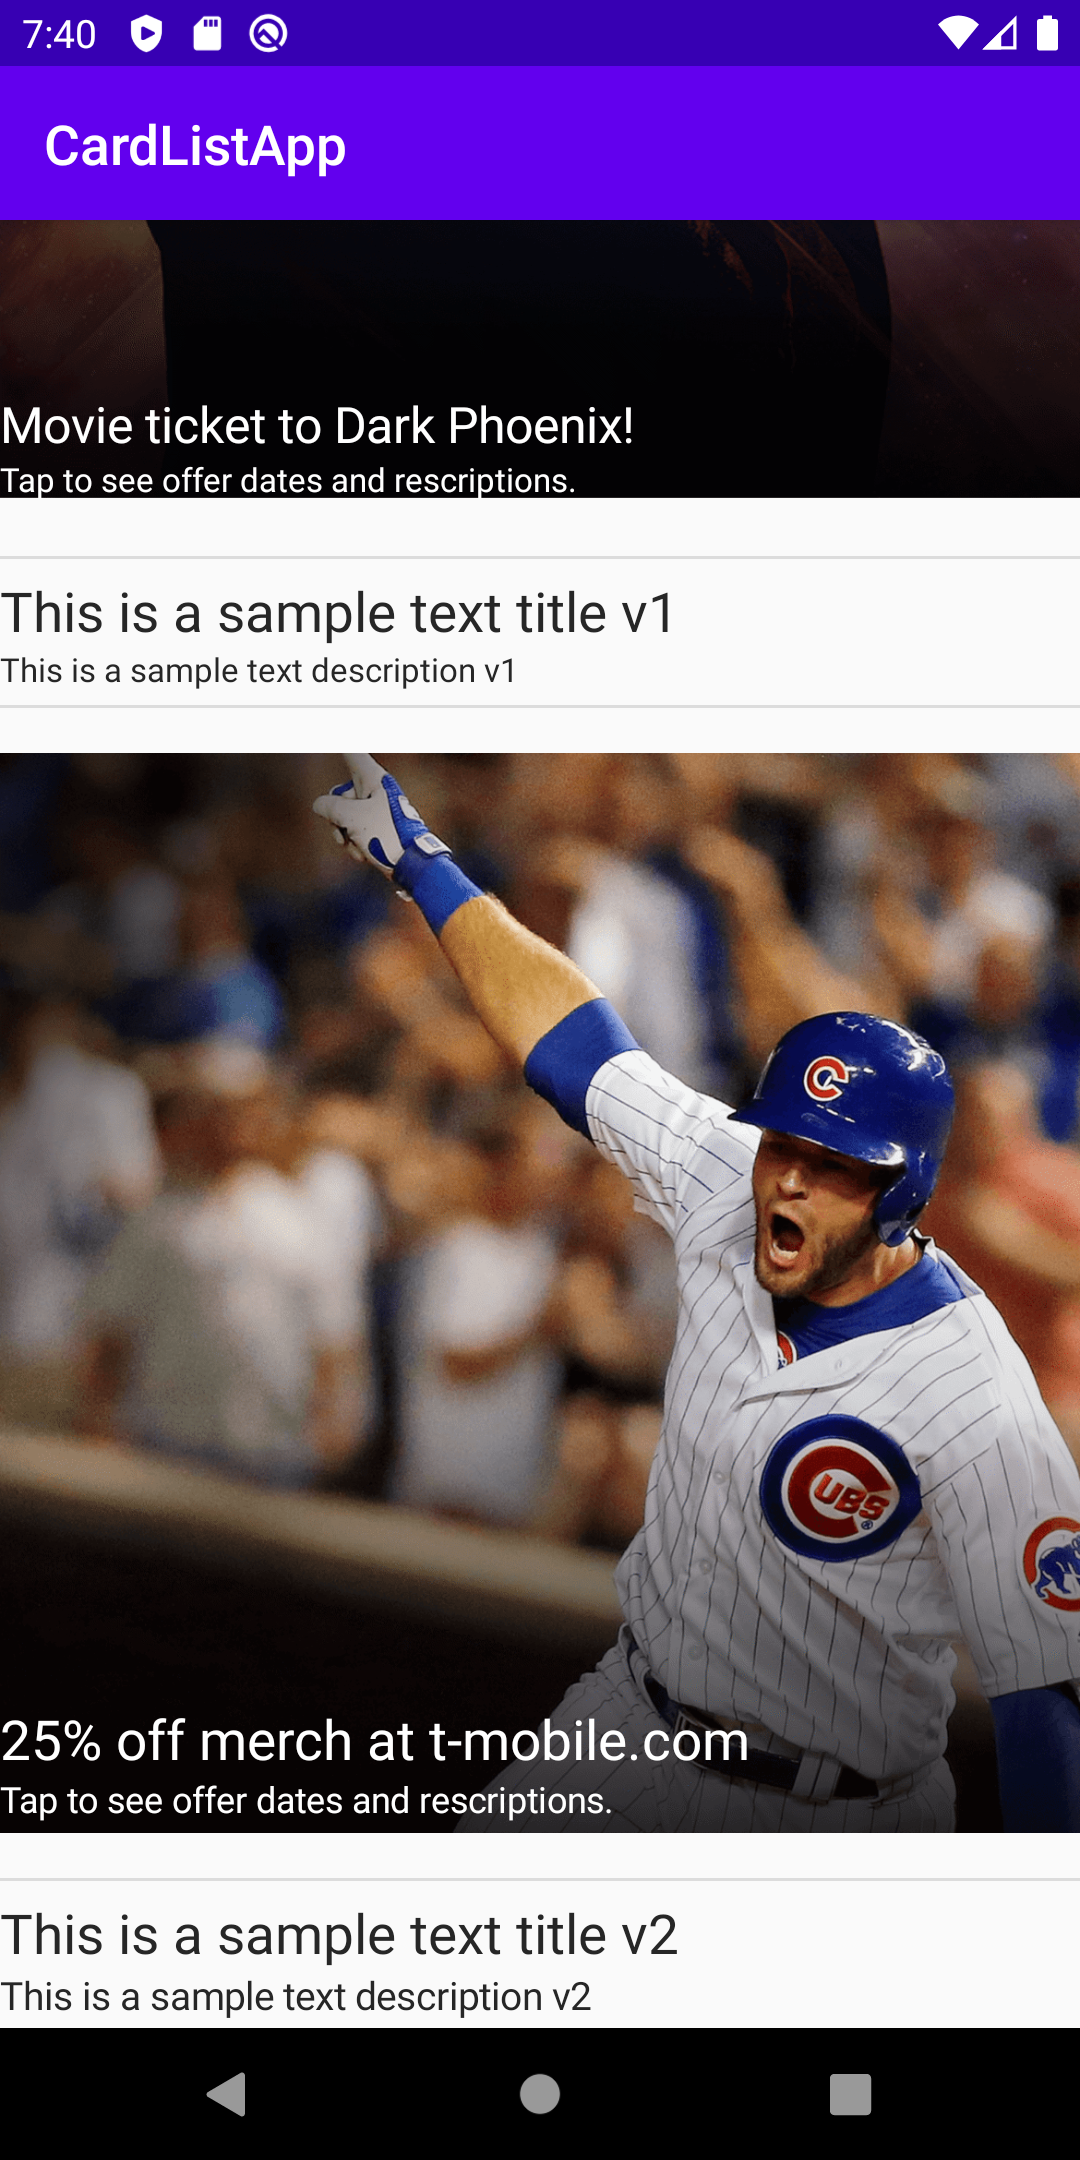 7:40
CardListApp
Movie ticket to Dark Phoenix!
Tap to see offer dates and rescriptions.
This is a sample text title v1
This is a sample text description v1
C
UBS
25% off merch at t-mobile.com
Tap to see offer dates and rescriptions.
This is a sample text title v2
This is a sample text description v2